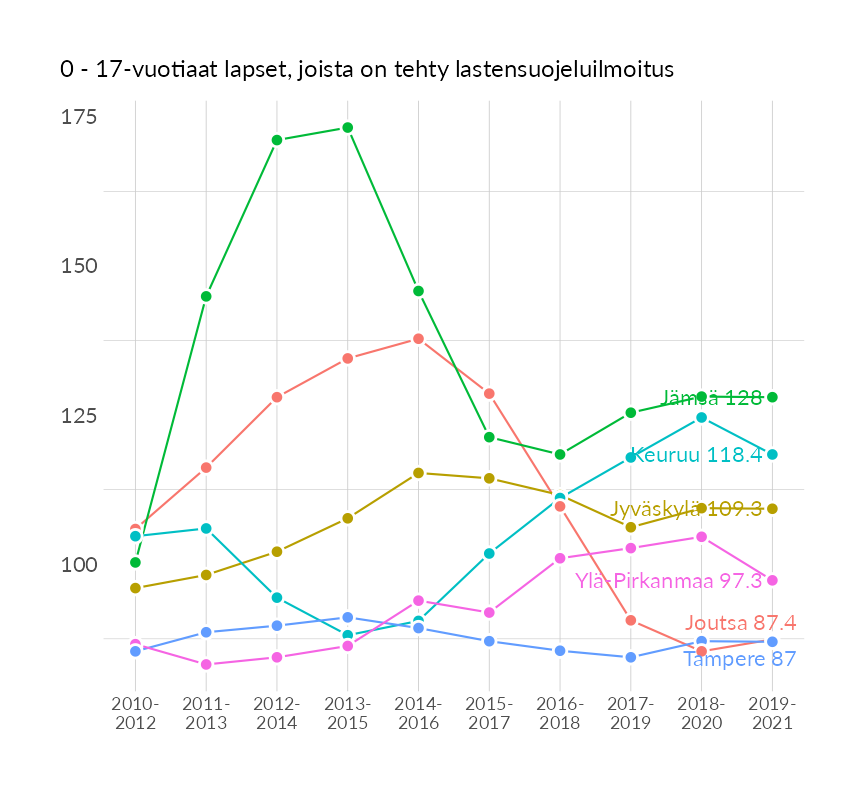 0 - 17-vuotiaat lapset, joista on tehty lastensuojeluilmoitus
175
150
125
100
Jämsä 128
Keuruu 118.4
Jyväskylä 109.3
Ylä-Pirkanmaa 97.3
Joutsa 87.4
Tampere 87
2010- 2011- 2012- 2013- 2014- 2015- 2016- 2017- 2018- 2019-
2012 2013 2014 2015 2016 2017 2018 2019 2020 2021